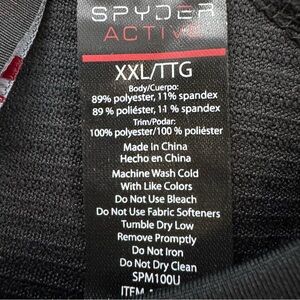 SPYDER
ACTIVE
XXL/TTG
Body/Cuerpo:
89% polyester, 11% spandex
89 % poliéster, 11 % spandex
Trim/Podar:
100% polyester/100 % poliéster
Made in China
Hecho en China
Machine Wash Cold
With Like Colors
Do Not Use Bleach
Do Not Use Fabric Softeners
Tumble Dry Low
Remove Promptly
Do Not Iron
Do Not Dry Clean
SPM100U
ITEM